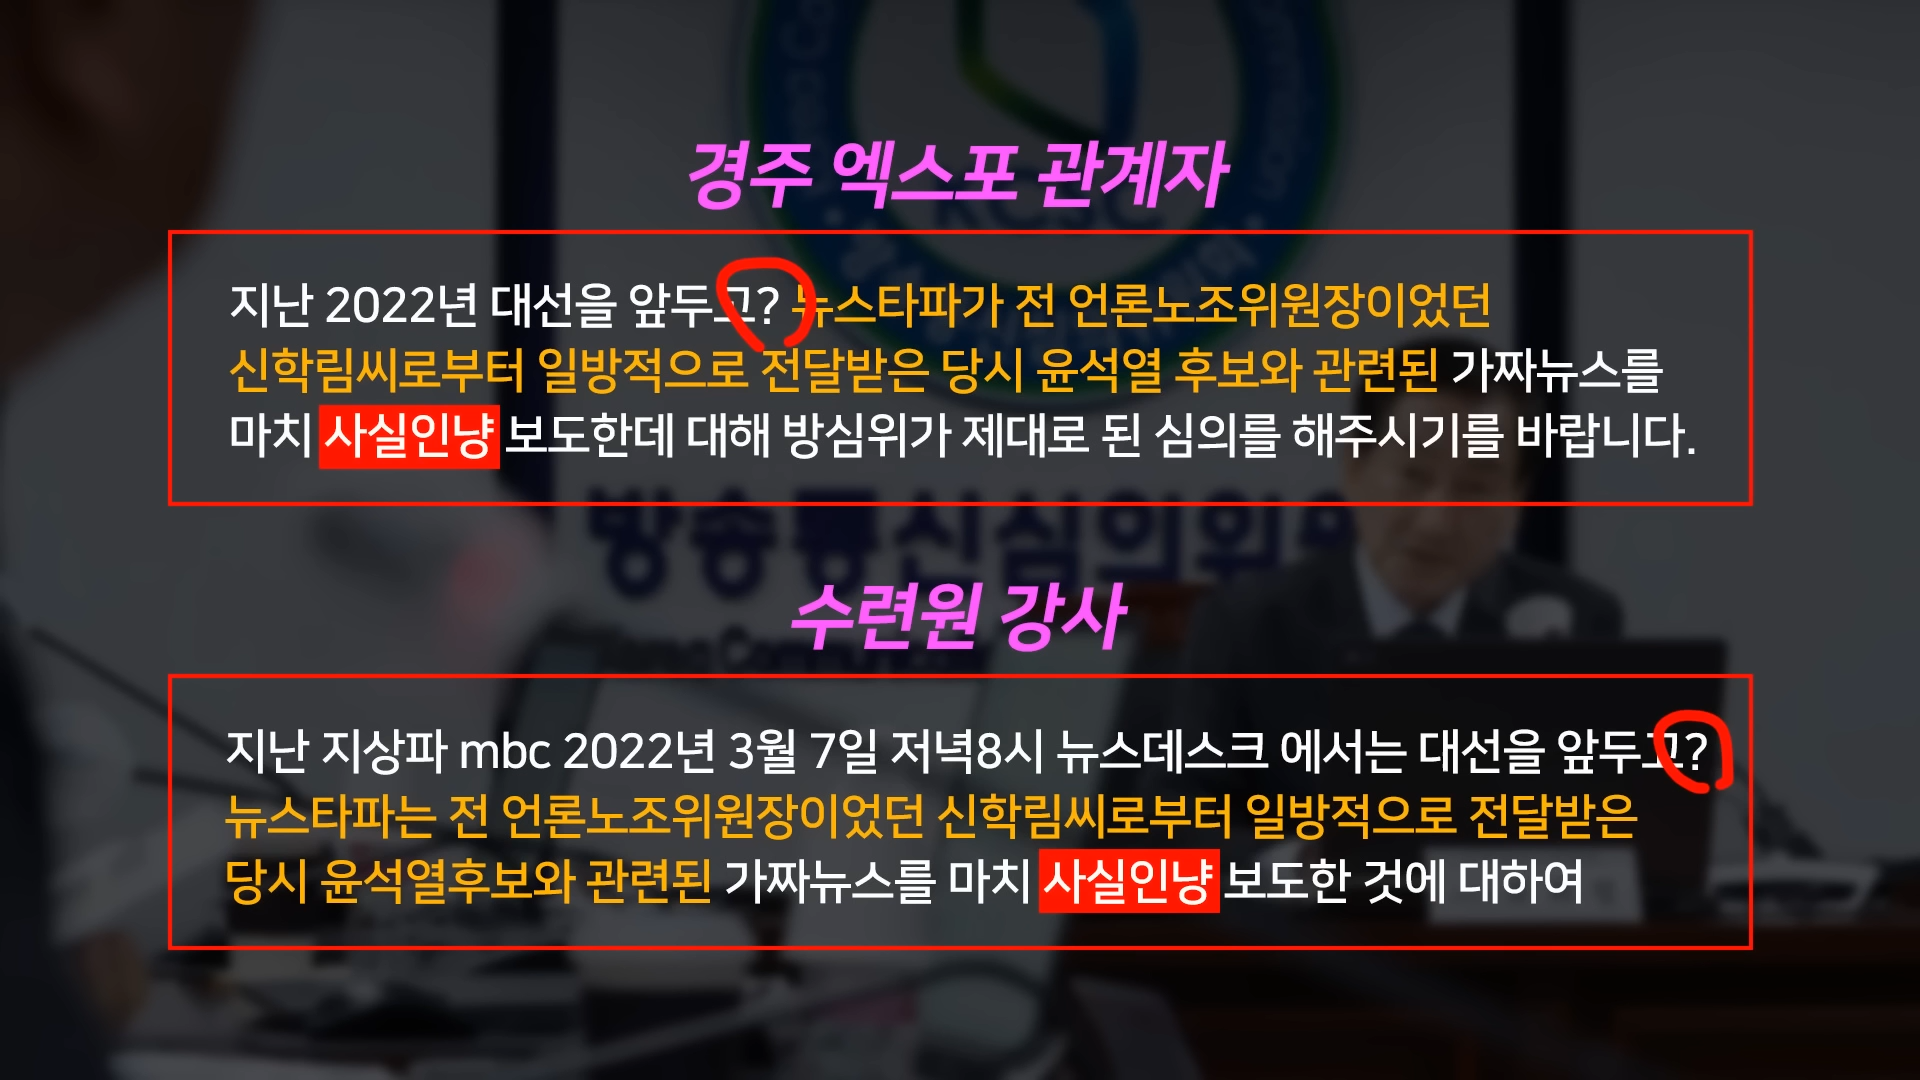 경주 엑스포 관계자
지난 2022년 대선을 앞두고? 뉴스타파가 전 언론노조위원장이었던
신학림씨로부터 일방적으로 전달받은 당시 윤석열 후보와 관련된 가짜뉴스를
마치 사실인냥 보도한데 대해 방심위가 제대로 된 심의를 해주시기를 바랍니다.
방송통신심의위원회
수련원 강사
지난 지상파 mbc 2022년 3월 7일 저녁8시 뉴스데스크 에서는 대선을 앞두고?
뉴스타파는 전 언론노조위원장이었던 신학림씨로부터 일방적으로 전달받은
당시 윤석열후보와 관련된 가짜뉴스를 마치 사실인냥 보도한 것에 대하여